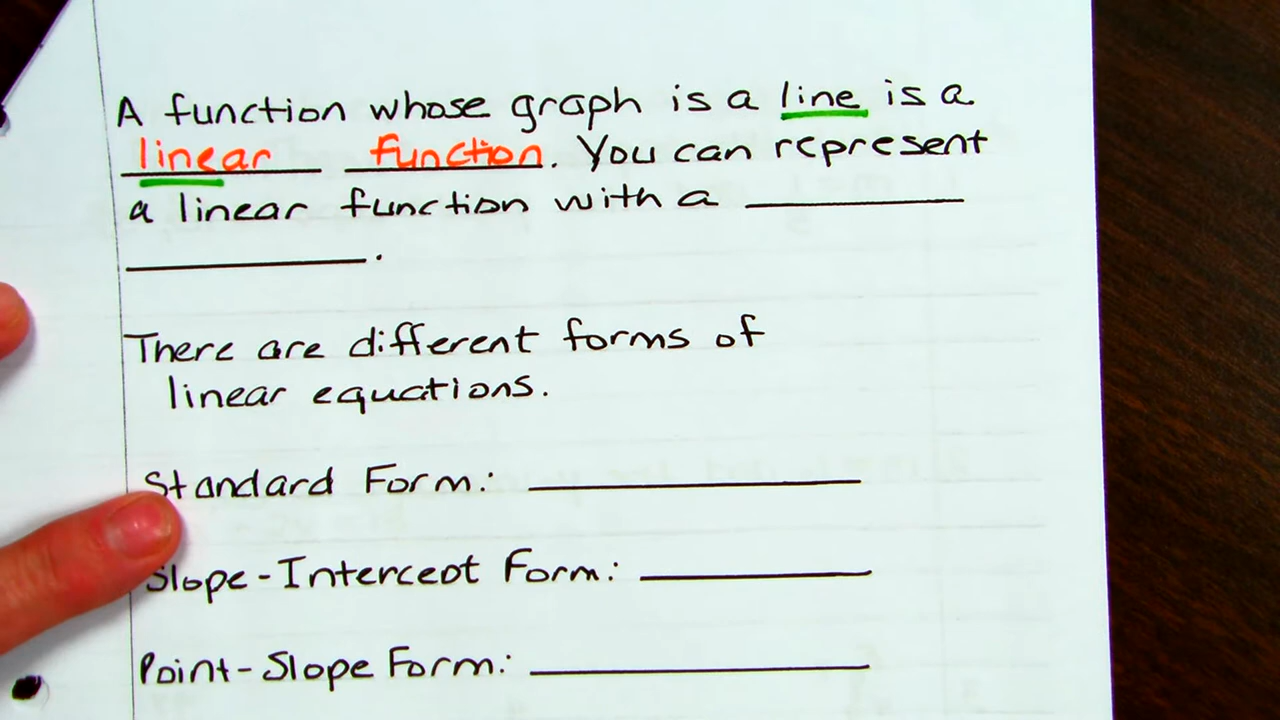 A function whose graph is a line is a
linear function. You can represent
a linear function with a
.
There are different forms of
linear equations.
Standard Form:
Slope-Intercept Form:
Point-Slope Form: